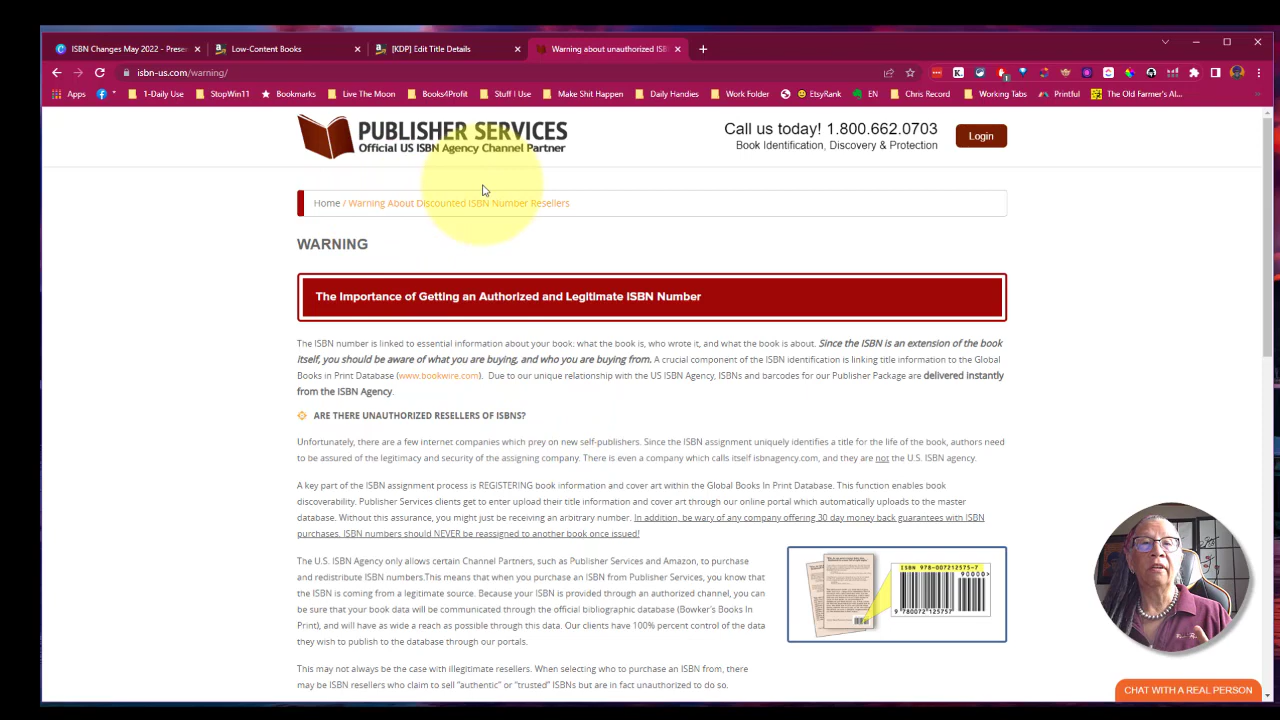 ISBN Changes May 2022 - Prese
Low-Content Books
[KDP] Edit Title Details
Warning about unauthorized ISB
isbn-us.com/warning/
Apps
1-Daily Use
StopWin11
Bookmarks
Live The Moon
Books4Profit
Stuff I Use
Make Shit Happen
Daily Handies
Work Folder
EtsyRank
EN
Chris Record
Working Tabs
Printful
The Old Farmer's Al...
PUBLISHER SERVICES
Official US ISBN Agency Channel Partner
Call us today! 1.800.662.0703
Book Identification, Discovery & Protection
Login
Home / Warning About Discounted ISBN Number Resellers
WARNING
The Importance of Getting an Authorized and Legitimate ISBN Number
The ISBN number is linked to essential information about your book: what the book is, who wrote it, and what the book is about. Since the ISBN is an extension of the book
itself, you should be aware of what you are buying, and who you are buying from. A crucial component of the ISBN identification is linking title information to the Global
Books in Print Database (www.bookwire.com). Due to our unique relationship with the US ISBN Agency, ISBNs and barcodes for our Publisher Package are delivered instantly
from the ISBN Agency.
ARE THERE UNAUTHORIZED RESELLERS OF ISBNS?
Unfortunately, there are a few internet companies which prey on new self-publishers. Since the ISBN assignment uniquely identifies a title for the life of the book, authors need
to be assured of the legitimacy and security of the assigning company. There is even a company which calls itself isbnagency.com, and they are not the U.S. ISBN agency.
A key part of the ISBN assignment process is REGISTERING book information and cover art within the Global Books In Print Database. This function enables book
discoverability. Publisher Services clients get to enter upload their title information and cover art through our online portal which automatically uploads to the master
database. Without this assurance, you might just be receiving an arbitrary number. In addition, be wary of any company offering 30 day money back guarantees with ISBN
purchases. ISBN numbers should NEVER be reassigned to another book once issued!
The U.S. ISBN Agency only allows certain Channel Partners, such as Publisher Services and Amazon, to purchase
and redistribute ISBN numbers.This means that when you purchase an ISBN from Publisher Services, you know that
the ISBN is coming from a legitimate source. Because your ISBN is provided through an authorized channel, you can
be sure that your book data will be communicated through the official bibliographic database (Bowker's Books In
Print), and will have as wide a reach as possible through this data. Our clients have 100% percent control of the data
they wish to publish to the database through our portals.
ISBN 978-007212575-7
90000>
9 780072 125757
This may not always be the case with illegitimate resellers. When selecting who to purchase an ISBN from, there
may be ISBN resellers who claim to sell "authentic" or "trusted" ISBNs but are in fact unauthorized to do so.
CHAT WITH A REAL PERSON